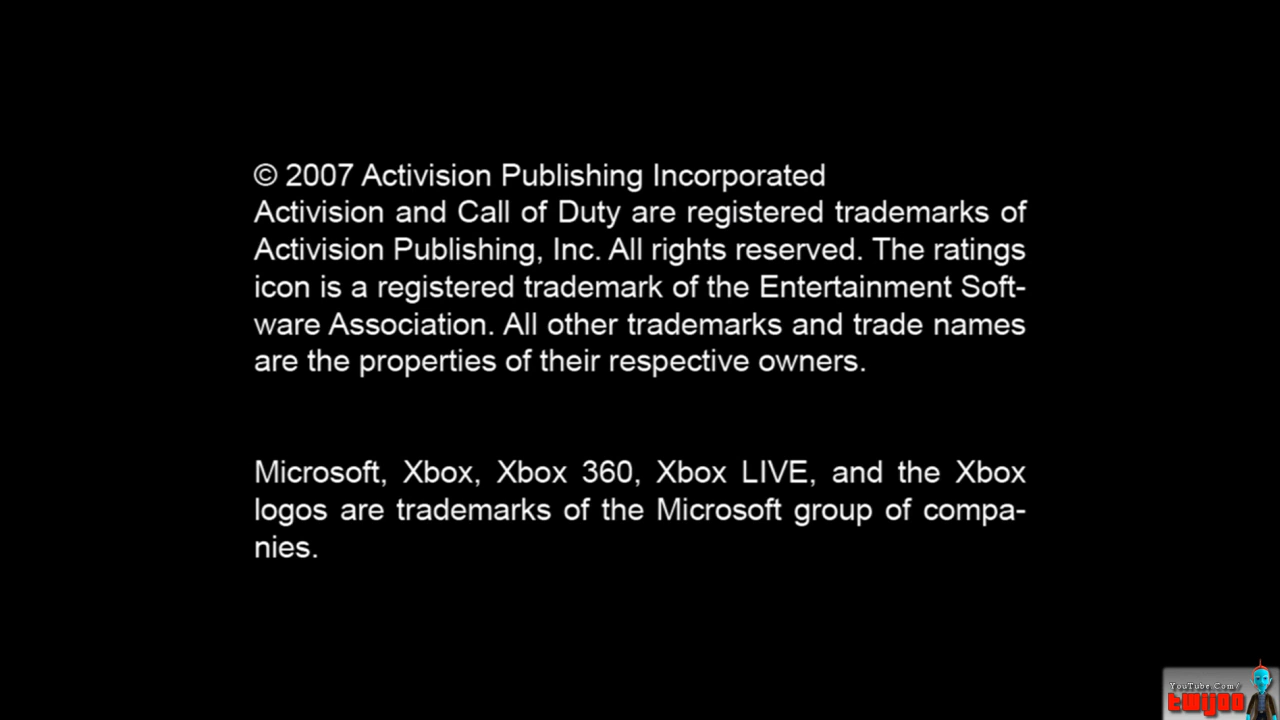 © 2007 Activision Publishing Incorporated
Activision and Call of Duty are registered trademarks of
Activision Publishing, Inc. All rights reserved. The ratings
icon is a registered trademark of the Entertainment Soft-
ware Association. All other trademarks and trade names
are the properties of their respective owners.
Microsoft, Xbox, Xbox 360, Xbox LIVE, and the Xbox
logos are trademarks of the Microsoft group of compa-
nies.
YouTube.Com/
twijoo